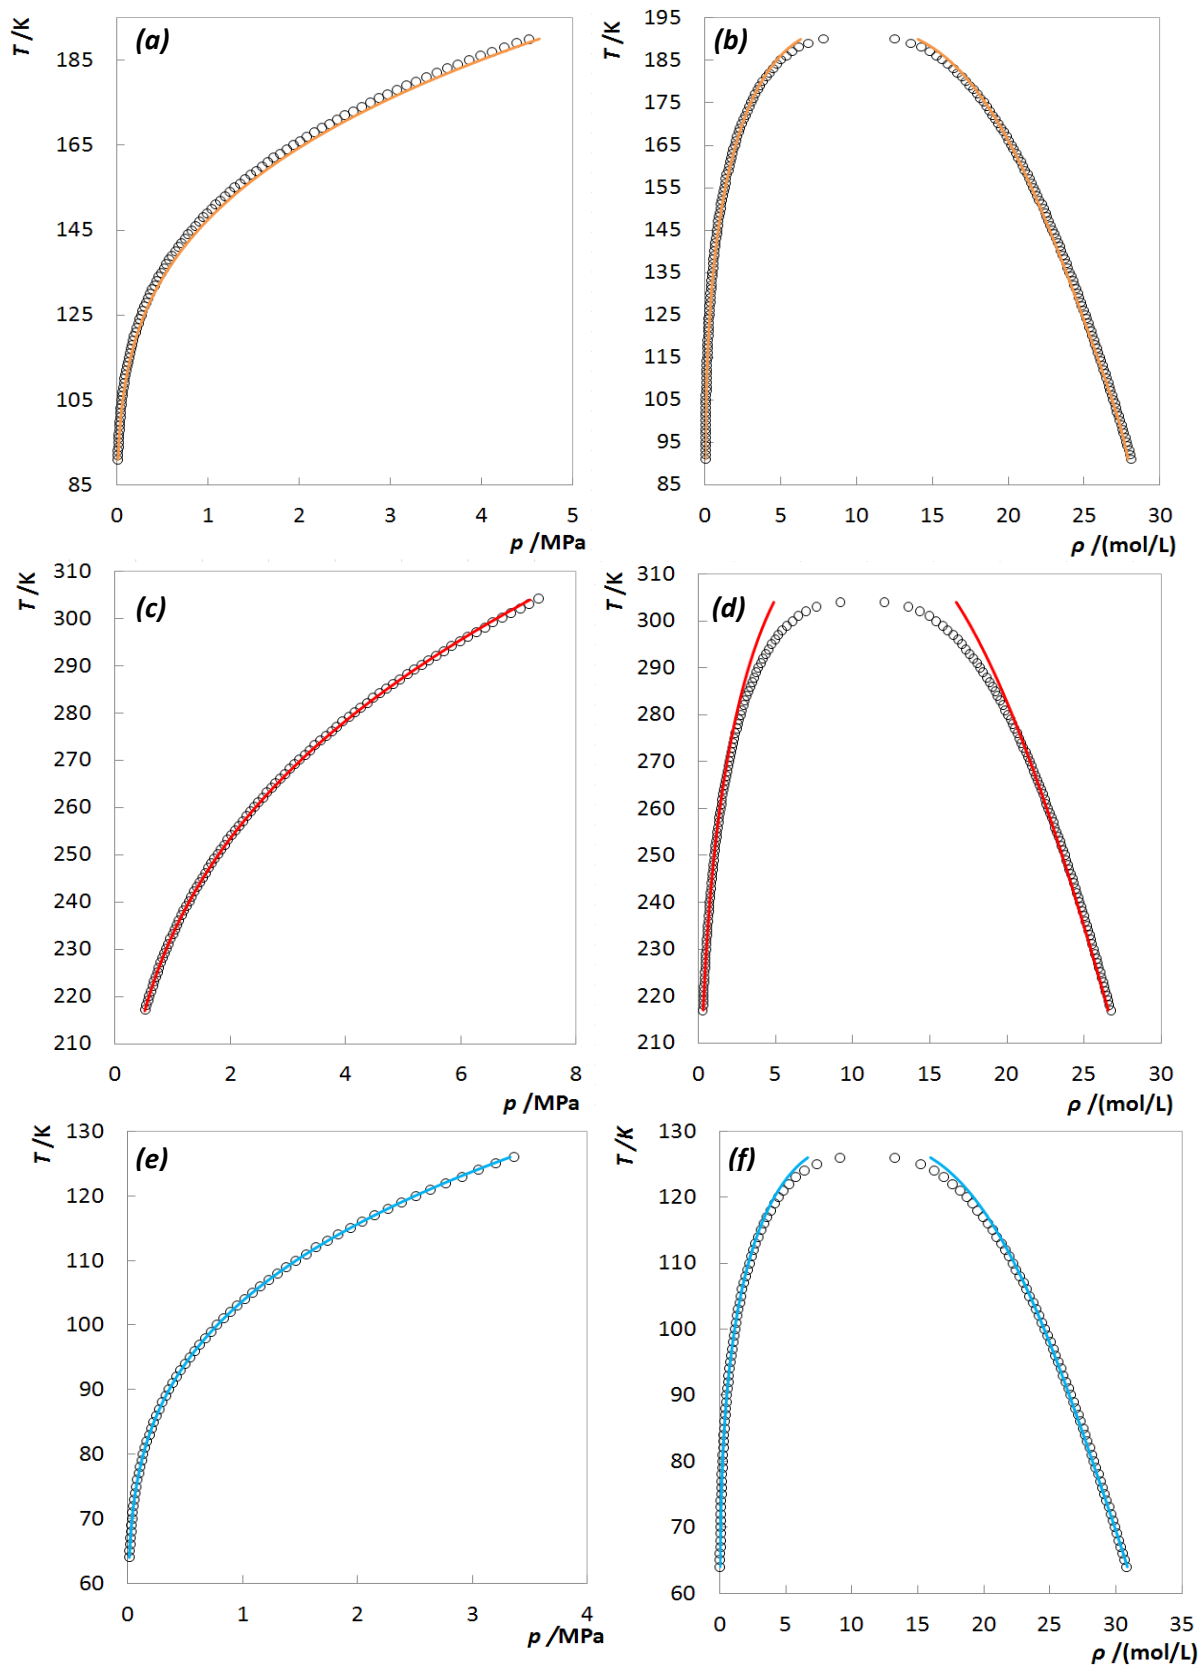 T /K
(a)
185
165
145
125
105
85
0 1 2 3 4 5
p /MPa
T /K
(b)
195
185
175
165
155
145
135
125
115
105
95
85
0 5 10 15 20 25 30
ρ /(mol/L)
T /K
(c)
310
300
290
280
270
260
250
240
230
220
210
0 2 4 6 8
p /MPa
T /K
(d)
310
300
290
280
270
260
250
240
230
220
210
0 5 10 15 20 25 30
ρ /(mol/L)
T /K
(e)
130
120
110
100
90
80
70
60
0 1 2 3 4
p /MPa
T /K
(f)
130
120
110
100
90
80
70
60
0 5 10 15 20 25 30 35
ρ /(mol/L)